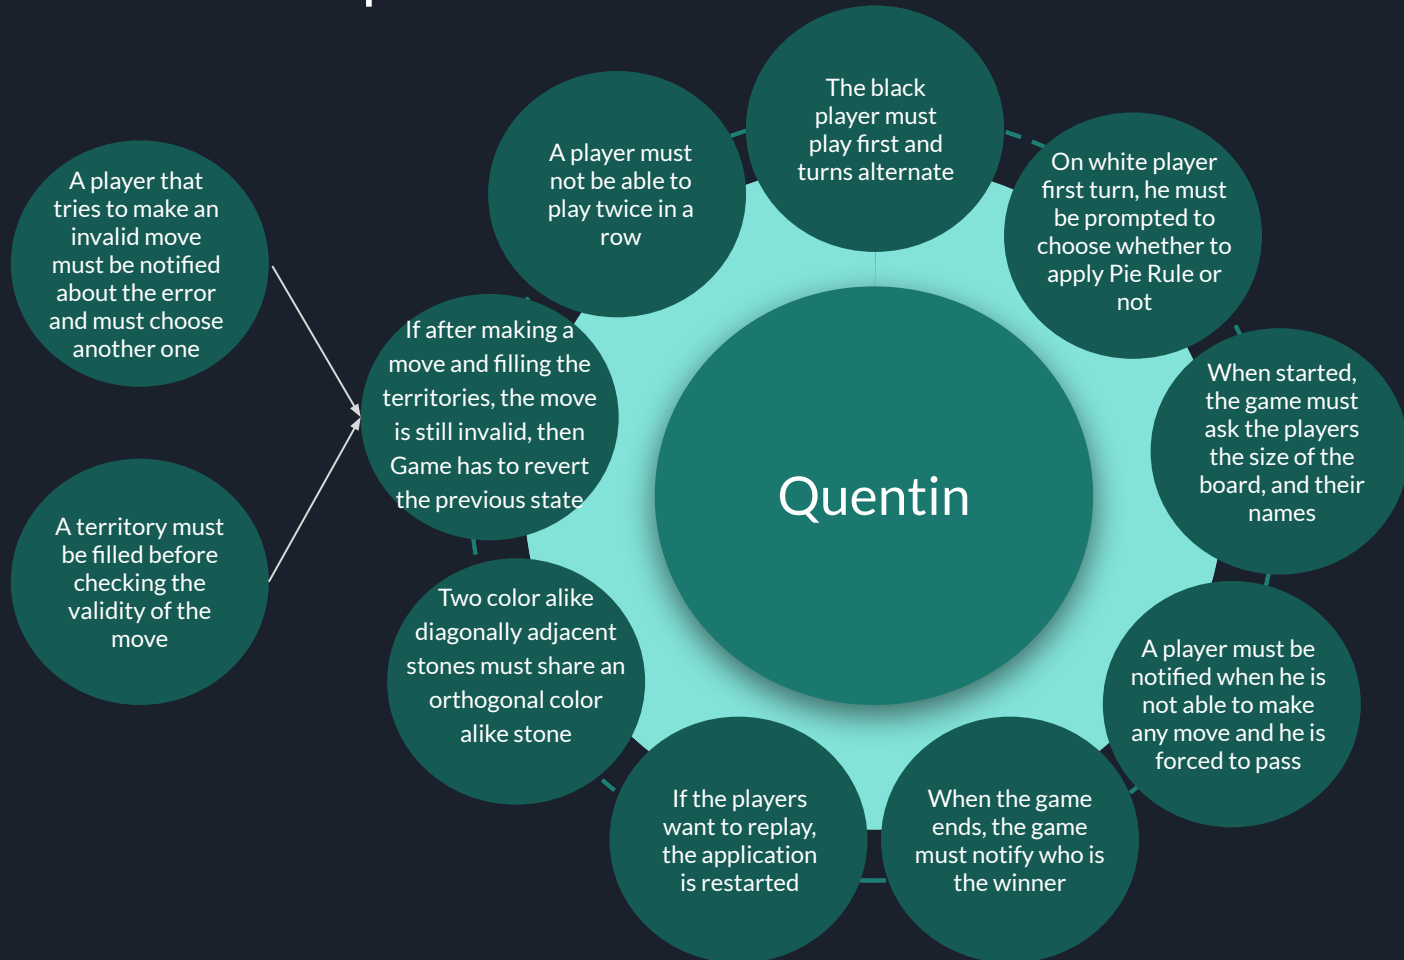 The black
player must
play first and
turns alternate
A player must
not be able to
play twice in a
row
On white player
first turn, he must
be prompted to
choose whether to
apply Pie Rule or
not
A player that
tries to make an
invalid move
must be notified
about the error
and must choose
another one
If after making a
move and filling the
territories, the move
is still invalid, then
Game has to revert
the previous state
When started,
the game must
ask the players
the size of the
board, and their
names
Quentin
A territory must
be filled before
checking the
validity of the
move
Two color alike
diagonally adjacent
stones must share an
orthogonal color
alike stone
A player must be
notified when he is
not able to make
any move and he is
forced to pass
If the players
want to replay,
the application
is restarted
When the game
ends, the game
must notify who is
the winner